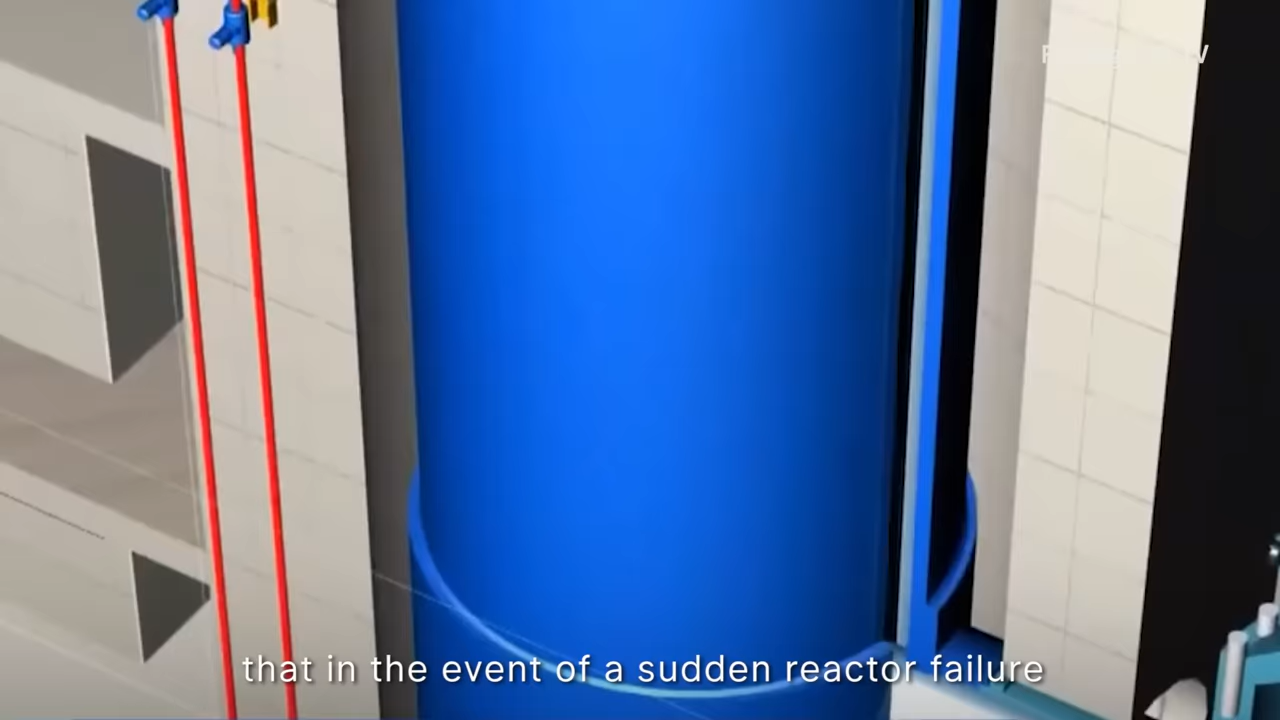 that in the event of a sudden reactor failure